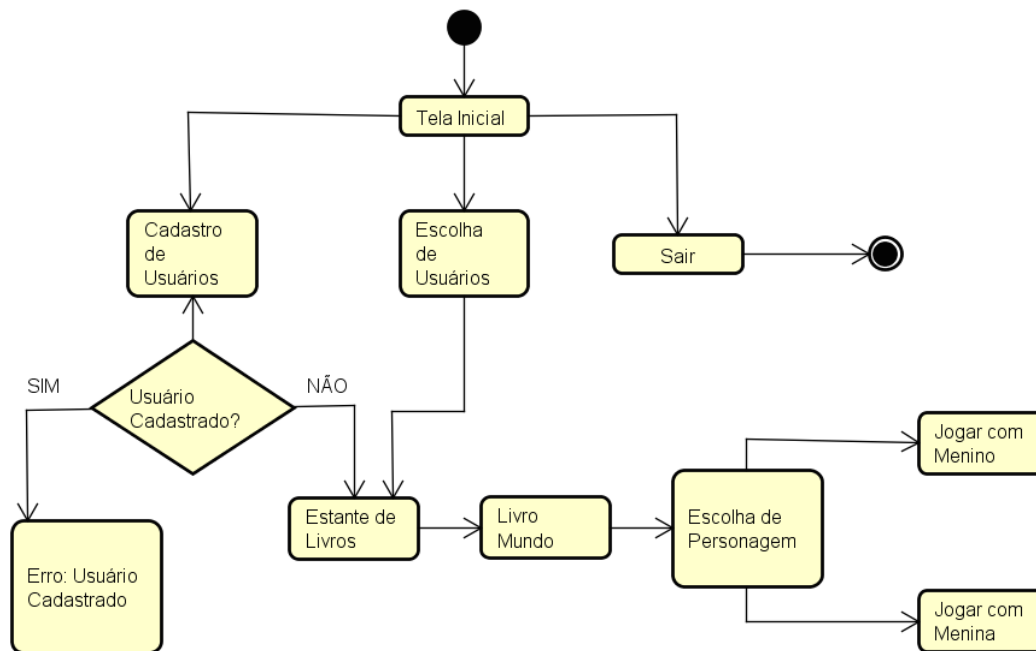 Tela Inicial
Cadastro
de
Usuários
Escolha
de
Usuários
Sair
SIM
NÃO
Usuário
Cadastrado?
Jogar com
Menino
Estante de
Livros
Livro
Mundo
Escolha de
Personagem
Erro: Usuário
Cadastrado
Jogar com
Menina